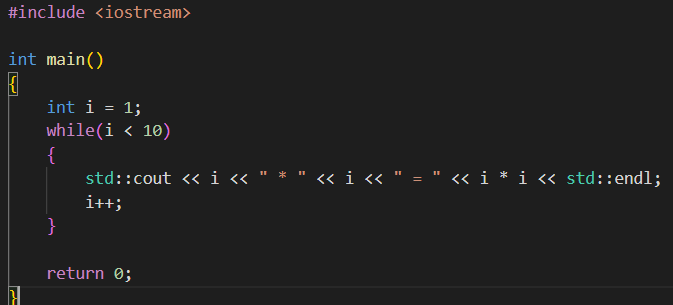 #include <iostream>
int main()
{
int i = 1;
while(i < 10)
{
std::cout << i << " * " << i << " = " << i * i << std::endl;
i++;
}
return 0;
}